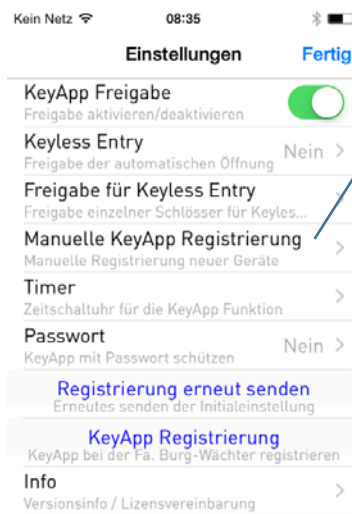 Kein Netz 08:35
Einstellungen Fertig
KeyApp Freigabe
Freigabe aktivieren/deaktivieren
Keyless Entry
Nein
Freigabe der automatischen Öffnung
Freigabe für Keyless Entry
Freigabe einzelner Schlösser für Keyles...
Manuelle KeyApp Registrierung
Manuelle Registrierung neuer Geräte
Timer
Zeitschaltuhr für die KeyApp Funktion
Passwort
Nein
KeyApp mit Passwort schützen
Registrierung erneut senden
Erneutes senden der Initialeinstellung
KeyApp Registrierung
KeyApp bei der Fa. Burg-Wächter registrieren
Info
Versionsinfo / Lizensvereinbarung